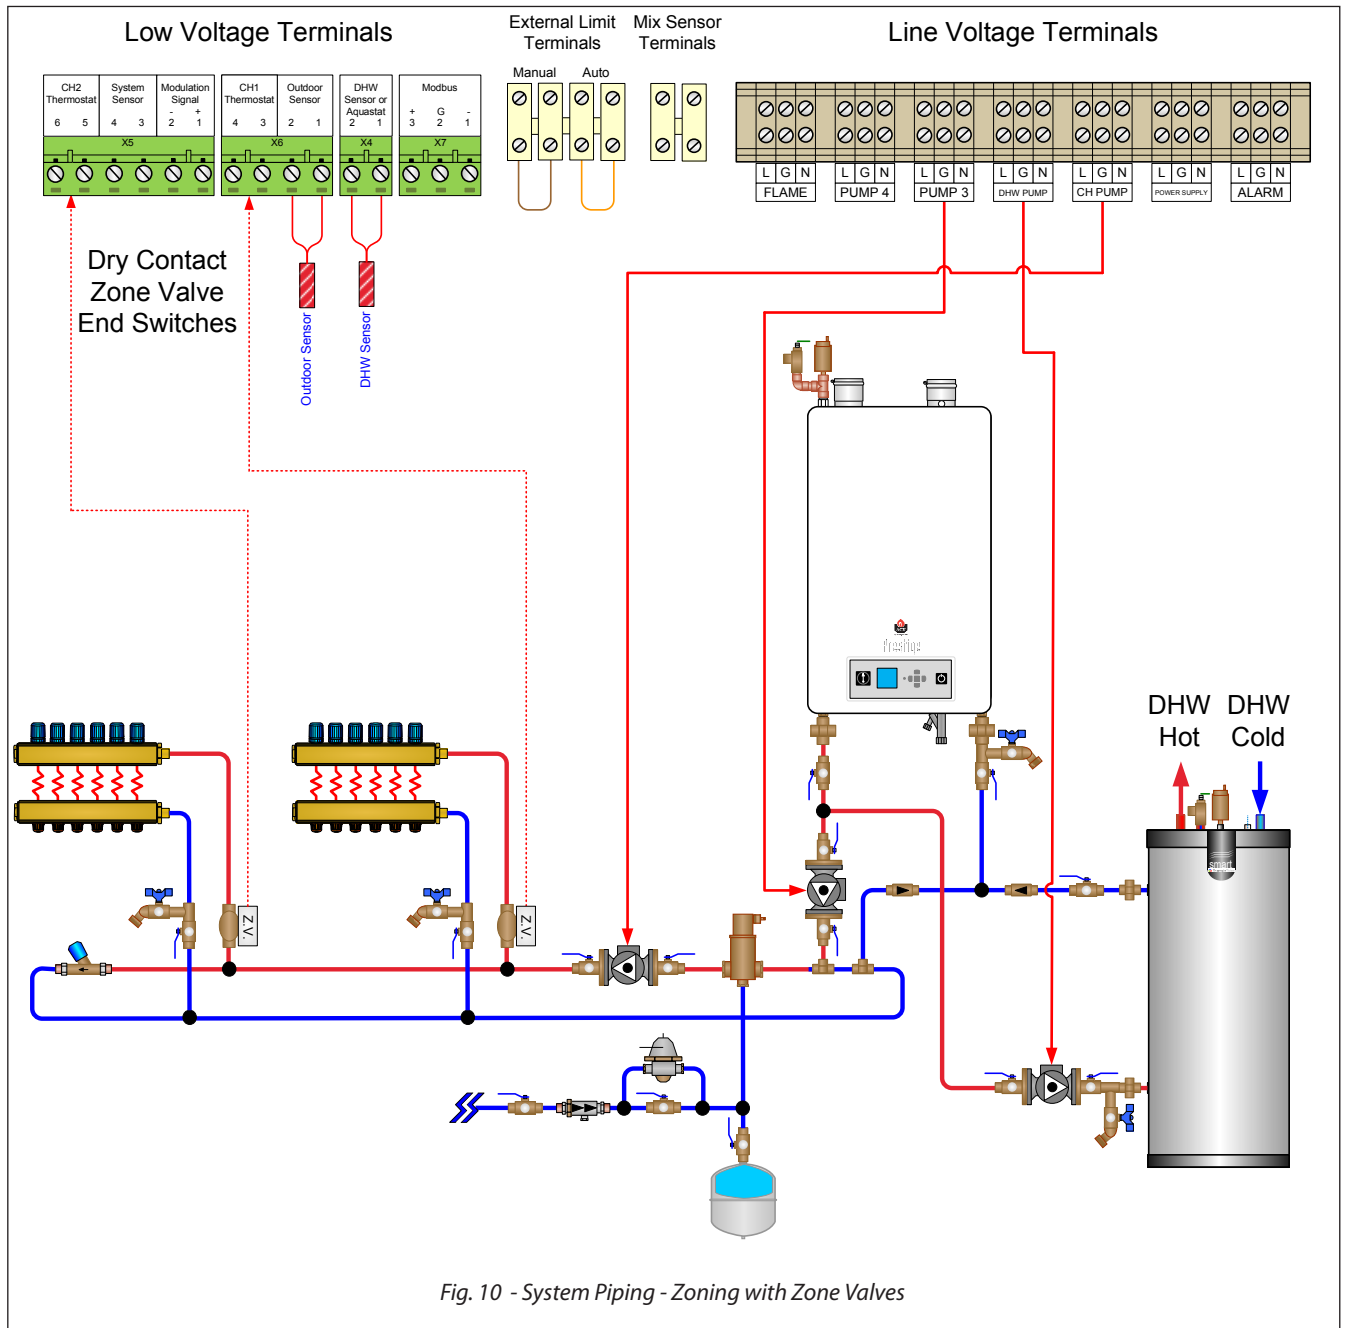 Low Voltage Terminals
External Limit
Terminals
Mix Sensor
Terminals
Line Voltage Terminals
Manual Auto
CH2
Thermostat
6 5
System
Sensor
4 3
Modulation
Signal
- +
2 1
X5
CH1
Thermostat
4 3
Outdoor
Sensor
2 1
X6
DHW
Sensor or
Aquastat
2 1
X4
Modbus
+ G -
3 2 1
X7
L G N
FLAME
L G N
PUMP 4
L G N
PUMP 3
L G N
DHW PUMP
L G N
CH PUMP
L G N
POWER SUPPLY
L G N
ALARM
Dry Contact
Zone Valve
End Switches
Outdoor Sensor
DHW Sensor
Prestige
DHW
Hot
DHW
Cold
smart
Z.V.
Z.V.
Fig. 10 - System Piping - Zoning with Zone Valves